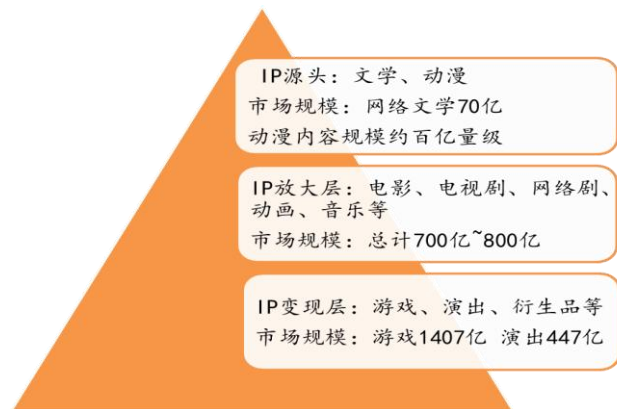 IP源头：文学、动漫
市场规模：网络文学70亿
动漫内容规模约百亿量级
IP放大层：电影、电视剧、网络剧、
动画、音乐等
市场规模：总计700亿~800亿
IP变现层：游戏、演出、衍生品等
市场规模：游戏1407亿 演出447亿